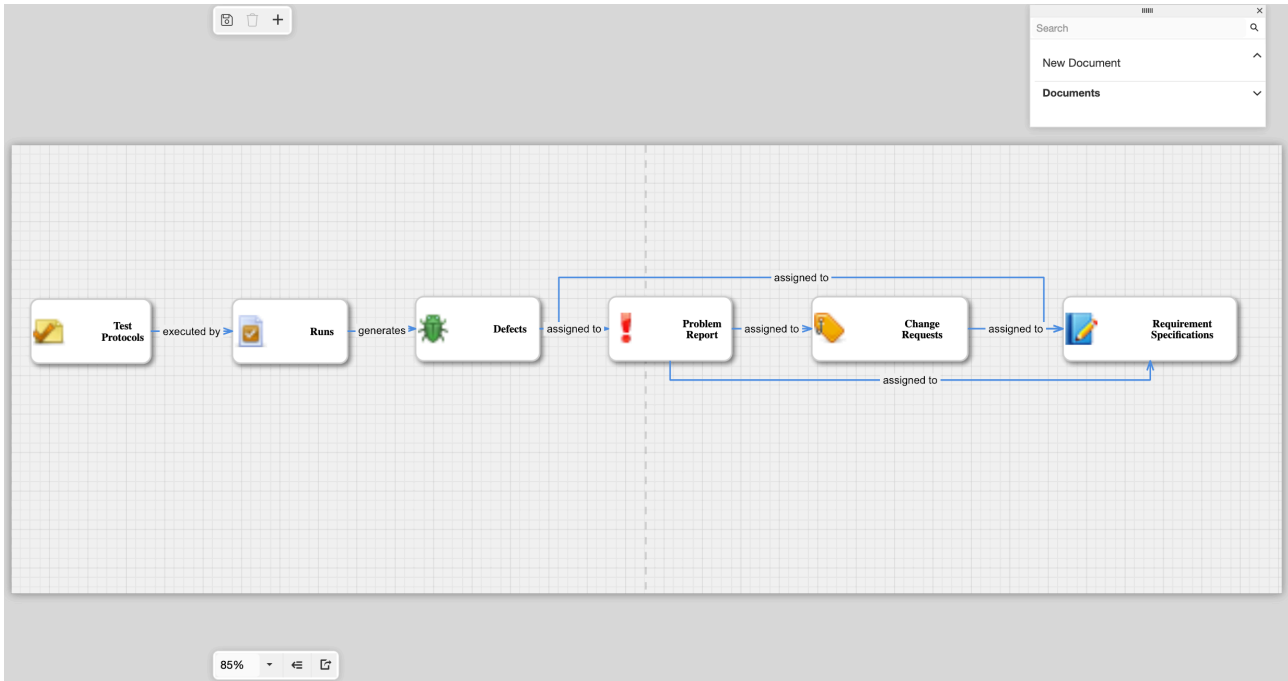 Search
New Document
Documents
assigned to
Test
Protocols
executed by
Runs
generates
Defects
assigned to
Problem
Report
assigned to
Change
Requests
assigned to
Requirement
Specifications
assigned to
85%